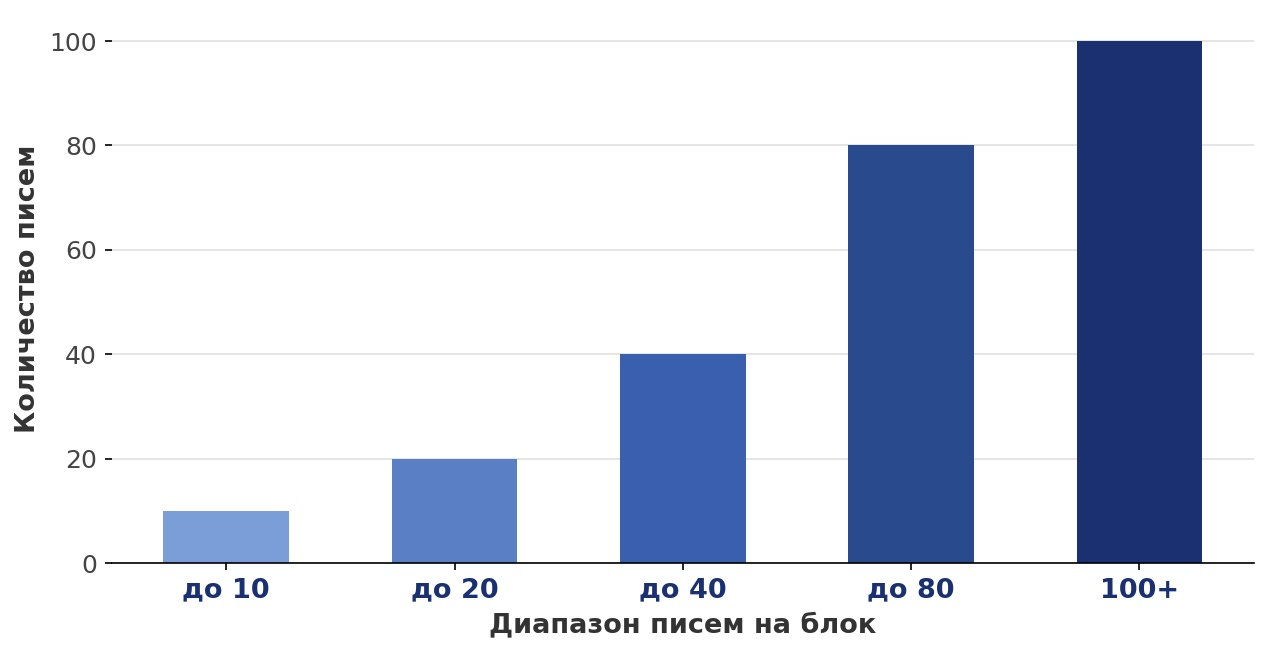 100
80
60
40
20
0
Количество писем
до 10
до 20
до 40
до 80
100+
Диапазон писем на блок